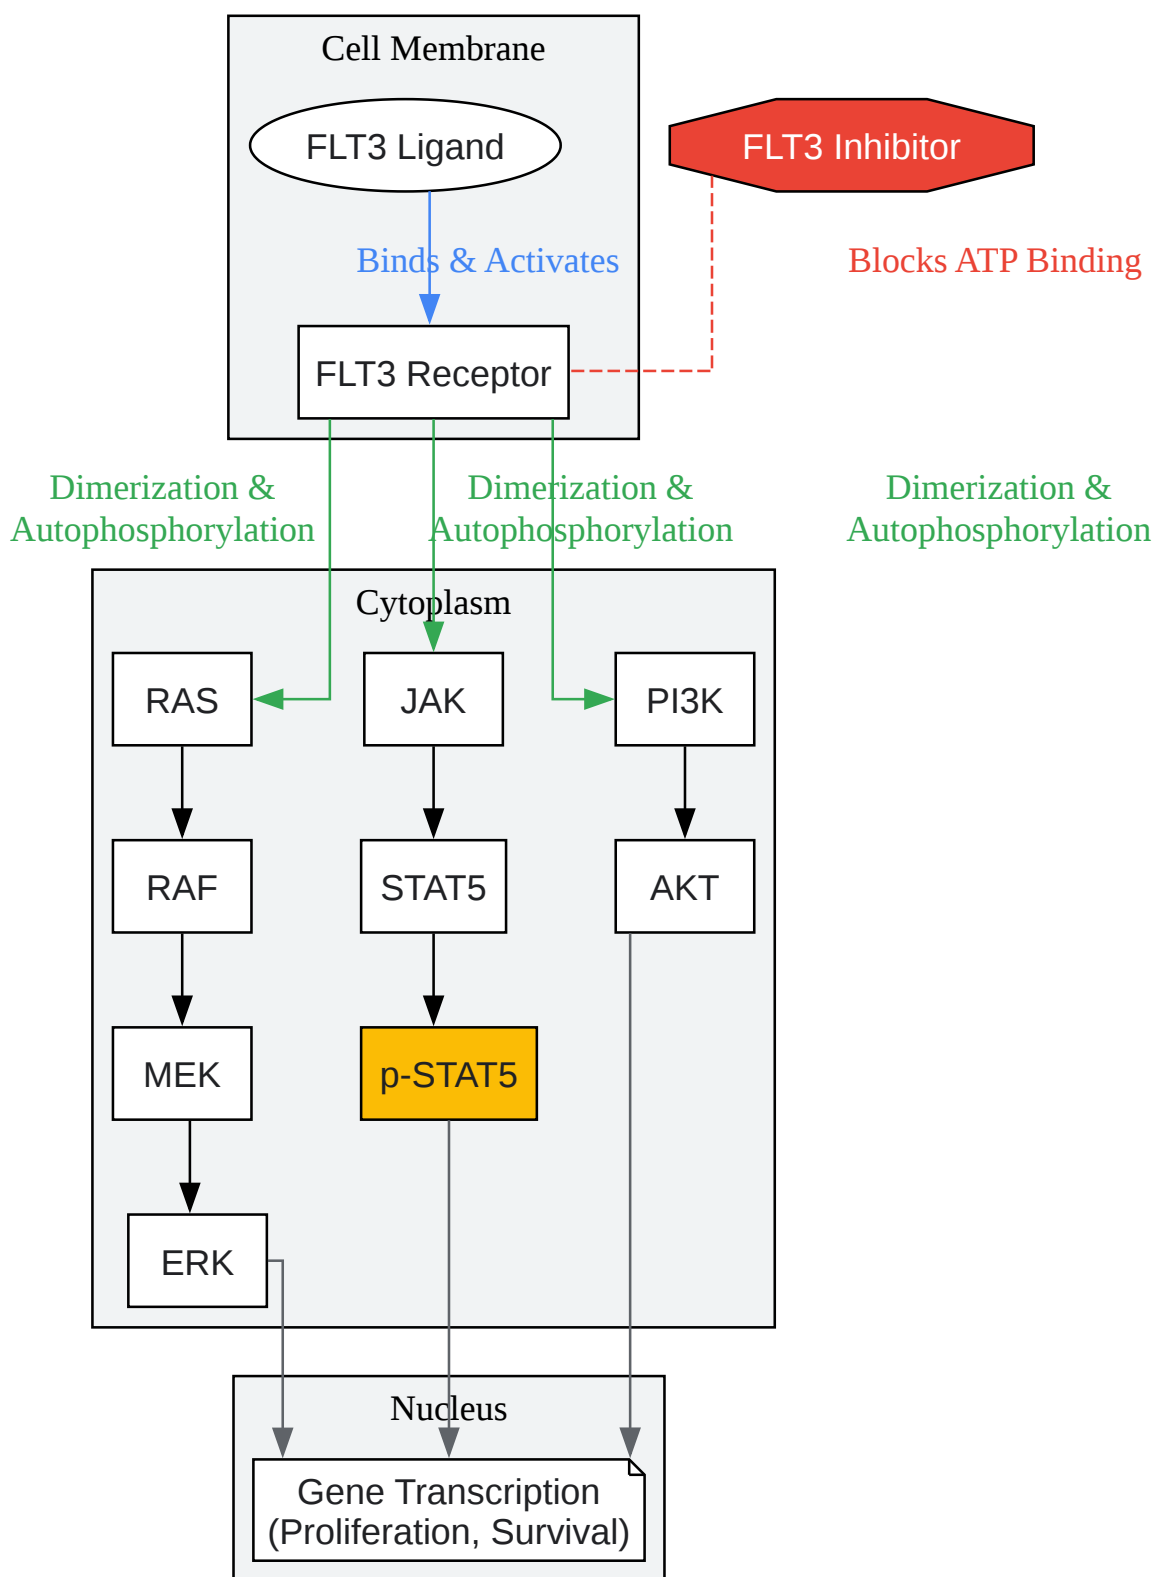 Cell Membrane
FLT3 Ligand
FLT3 Inhibitor
Binds & Activates
Blocks ATP Binding
FLT3 Receptor
Dimerization &
Autophosphorylation
Dimerization &
Autophosphorylation
Dimerization &
Autophosphorylation
Cytoplasm
RAS
JAK
PI3K
RAF
STAT5
AKT
MEK
p-STAT5
ERK
Nucleus
Gene Transcription
(Proliferation, Survival)